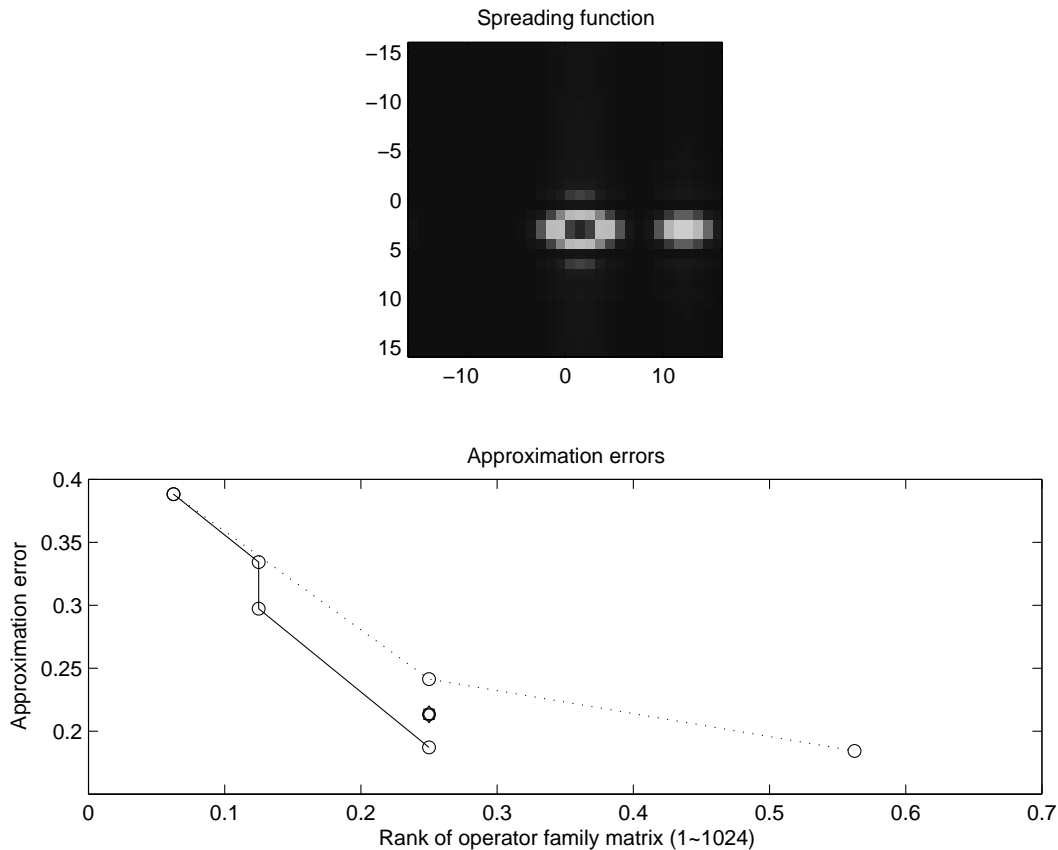 Spreading function
−15
−10
−5
0
5
10
15
−10 0 10
Approximation errors
0.4
0.35
0.3
0.25
0.2
Approximation error
0 0.1 0.2 0.3 0.4 0.5 0.6 0.7
Rank of operator family matrix (1~1024)